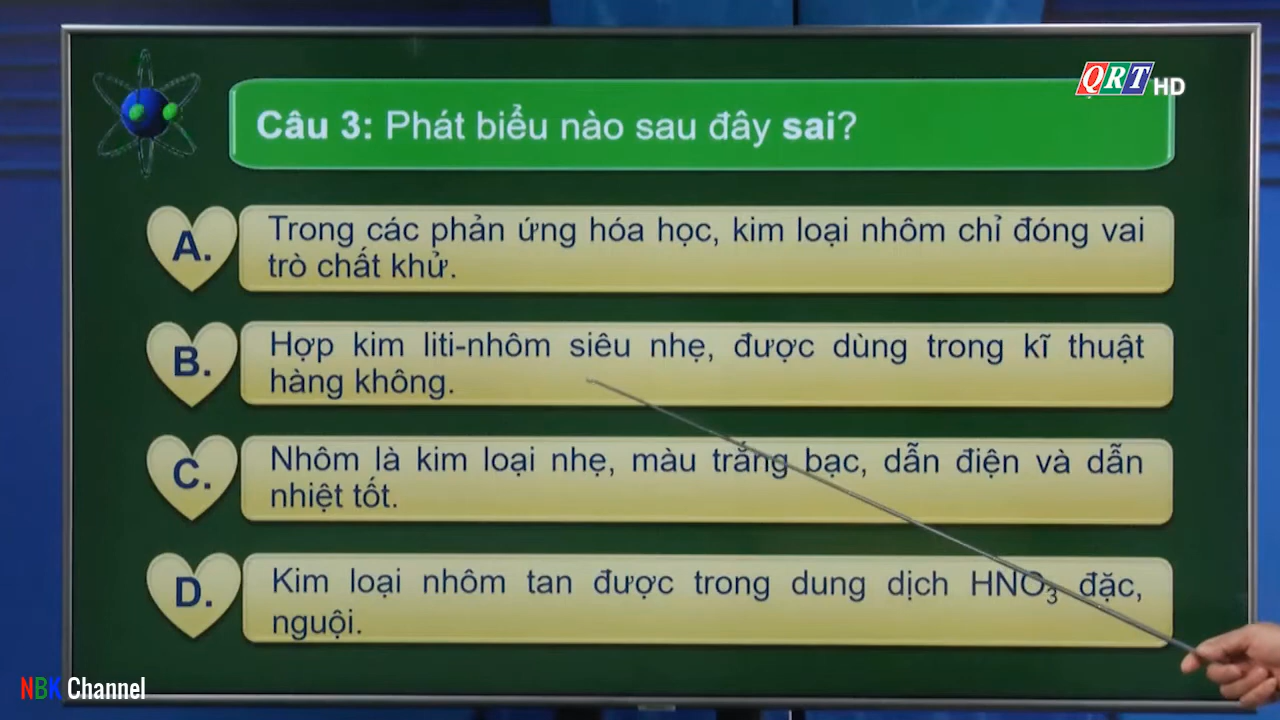 QRT HD
Câu 3: Phát biểu nào sau đây sai?
A.
Trong các phản ứng hóa học, kim loại nhôm chỉ đóng vai
trò chất khử.
B.
Hợp kim liti-nhôm siêu nhẹ, được dùng trong kĩ thuật
hàng không.
C.
Nhôm là kim loại nhẹ, màu trắng bạc, dẫn điện và dẫn
nhiệt tốt.
D.
Kim loại nhôm tan được trong dung dịch HNO₃ đặc,
nguội.
NBK Channel